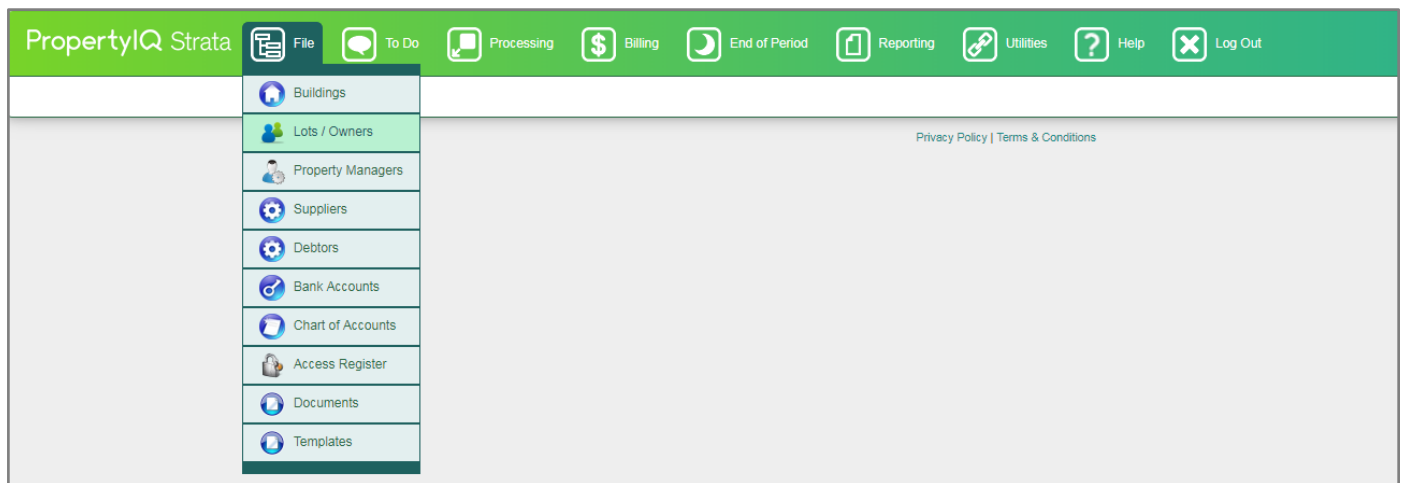 PropertyIQ Strata File To Do Processing $ Billing End of Period Reporting Utilities ? Help Log Out
Buildings
Lots / Owners
Privacy Policy | Terms & Conditions
Property Managers
Suppliers
Debtors
Bank Accounts
Chart of Accounts
Access Register
Documents
Templates